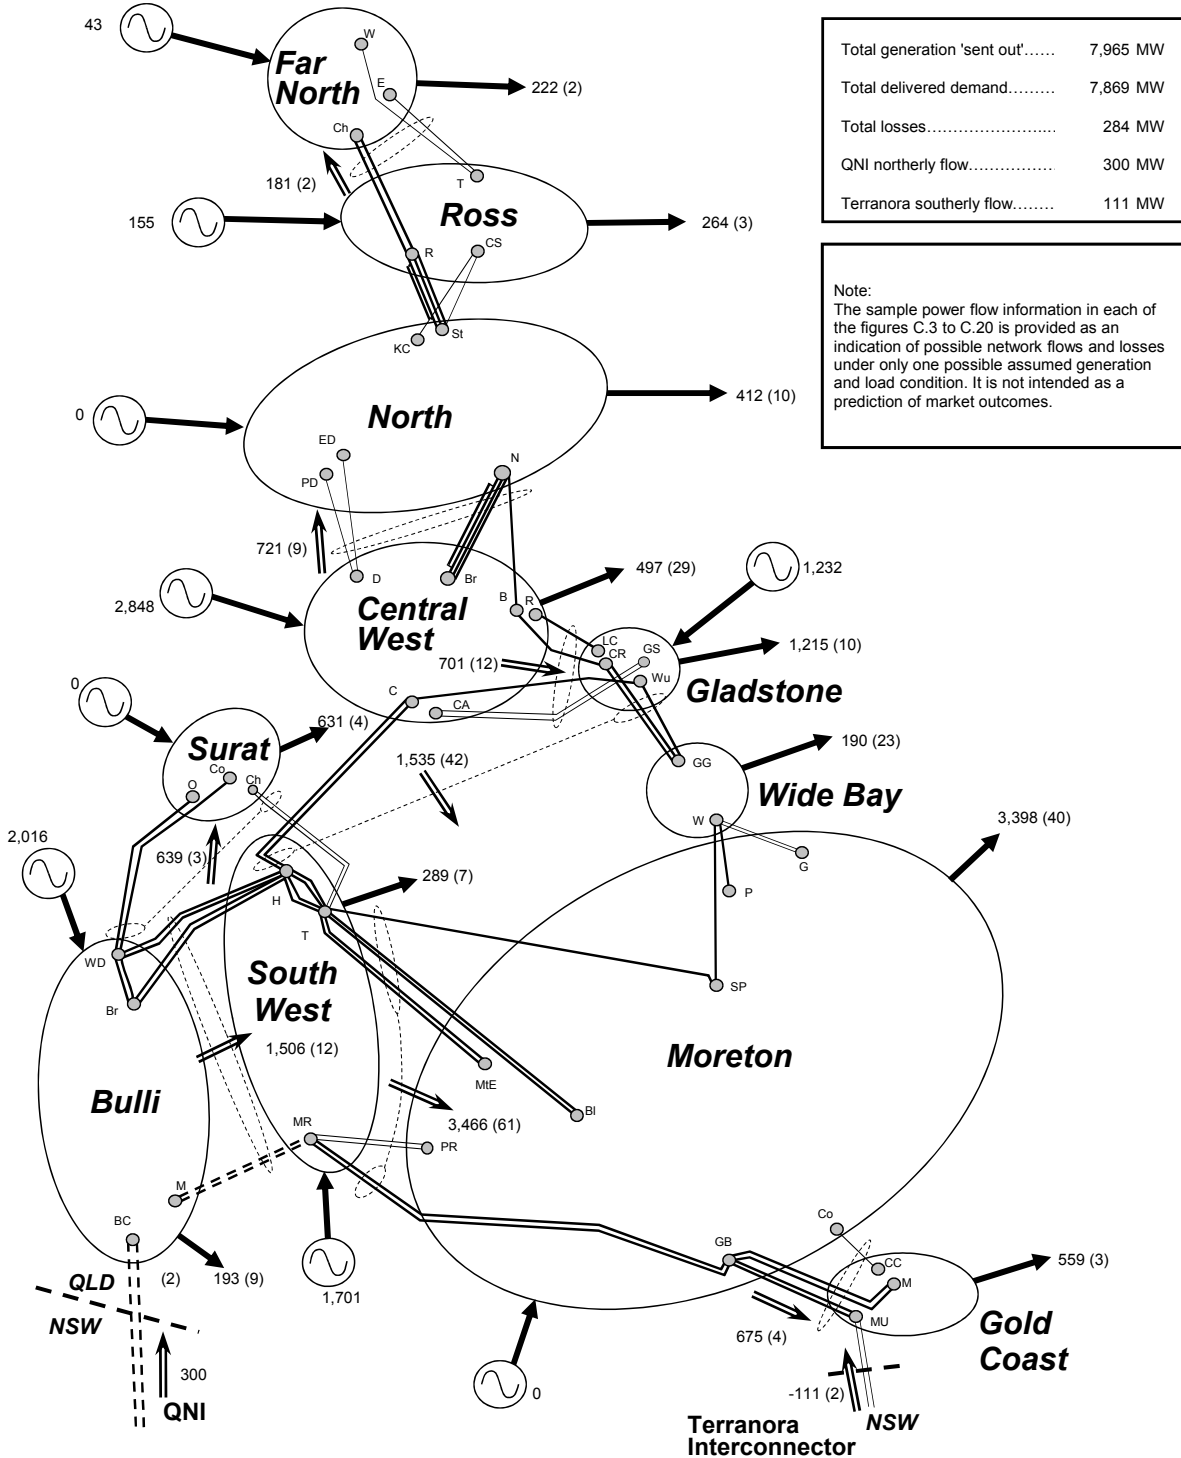 43
W
Far
North
E
222 (2)
Ch
181 (2)
T
155
Ross
264 (3)
R
CS
KC
St
0
North
412 (10)
ED
PD
N
721 (9)
D
Br
497 (29)
1,232
2,848
Central
West
B
R
LC
CR
GS
1,215 (10)
701 (12)
Wu
Gladstone
C
CA
0
631 (4)
Surat
Co
Ch
O
1,535 (42)
190 (23)
GG
Wide Bay
W
2,016
639 (3)
3,398 (40)
G
289 (7)
H
P
T
WD
SP
Br
South
West
1,506 (12)
Moreton
MtE
Bulli
BI
3,466 (61)
MR
PR
M
BC
Co
GB
CC
559 (3)
M
QLD
(2)
193 (9)
1,701
MU
NSW
675 (4)
Gold
Coast
300
0
-111 (2)
QNI
NSW
Terranora
Interconnector
Total generation 'sent out'...... 7,965 MW
Total delivered demand......... 7,869 MW
Total losses........................... 284 MW
QNI northerly flow................ 300 MW
Terranora southerly flow........ 111 MW
Note:
The sample power flow information in each of
the figures C.3 to C.20 is provided as an
indication of possible network flows and losses
under only one possible assumed generation
and load condition. It is not intended as a
prediction of market outcomes.